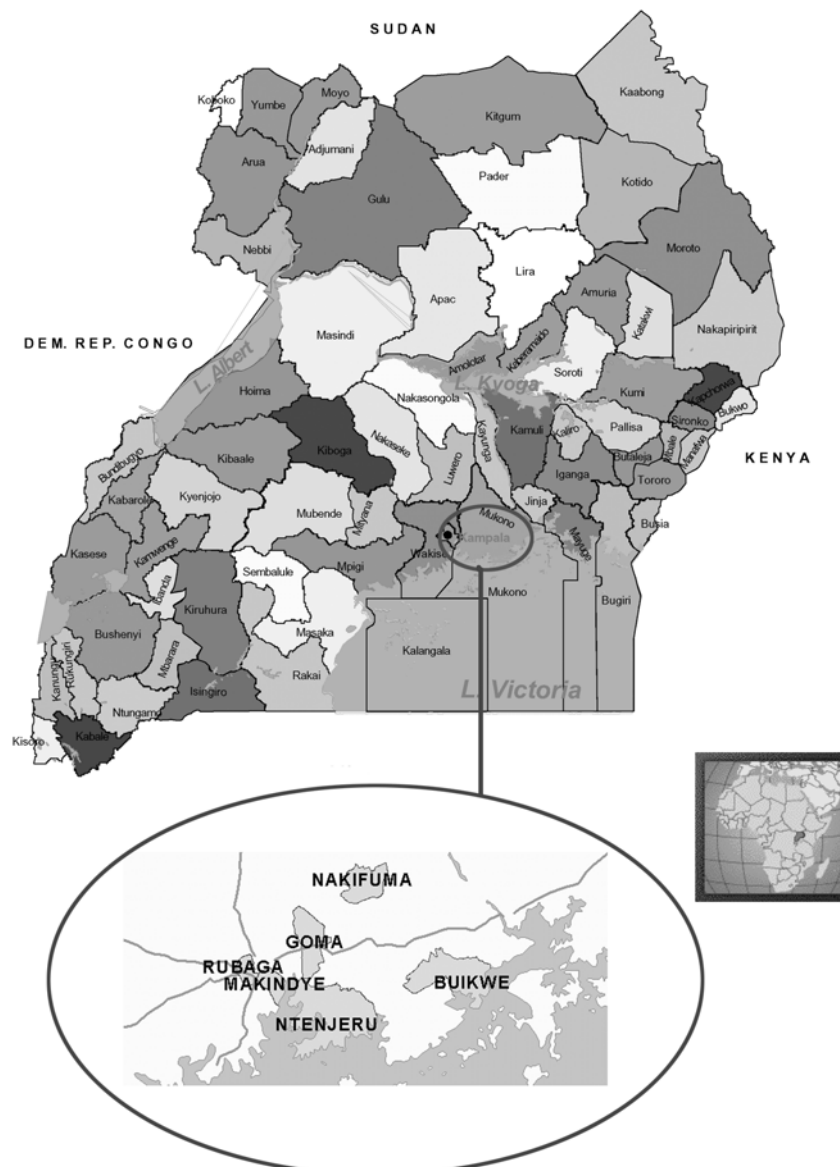 SUDAN
Kaabong
Koboko
Yumbe
Moyo
Kitgum
Adjumani
Arua
Pader
Kotido
Gulu
Nebbi
Moroto
Lira
Apac
Amuria
Katakwi
Masindi
Nakapiripirit
DEM. REP. CONGO
L. Albert
Amolotar
Kaberamaido
Soroti
L. Kyoga
Hoima
Nakasongola
Kumi
Kapchorwa
Bukwo
Kiboga
Nakaseke
Luwero
Kayunga
Kamuli
Kaliro
Pallisa
Sironko
Bundibugyo
Kibaale
Butaleja
Mbale
Manafwa
KENYA
Kabarole
Kyenjojo
Iganga
Tororo
Mubende
Mityana
Jinja
Busia
Kasese
Kamwenge
Wakiso
Mukono
Kampala
Mayuge
Ibanda
Sembabule
Mpigi
Mukono
Kiruhura
Bugiri
Bushenyi
Masaka
Kanungu
Rukungiri
Mbarara
Kalangala
Rakai
Isingiro
L. Victoria
Ntungamo
Kisoro
Kabale
NAKIFUMA
GOMA
RUBAGA
MAKINDYE
BUIKWE
NTENJERU